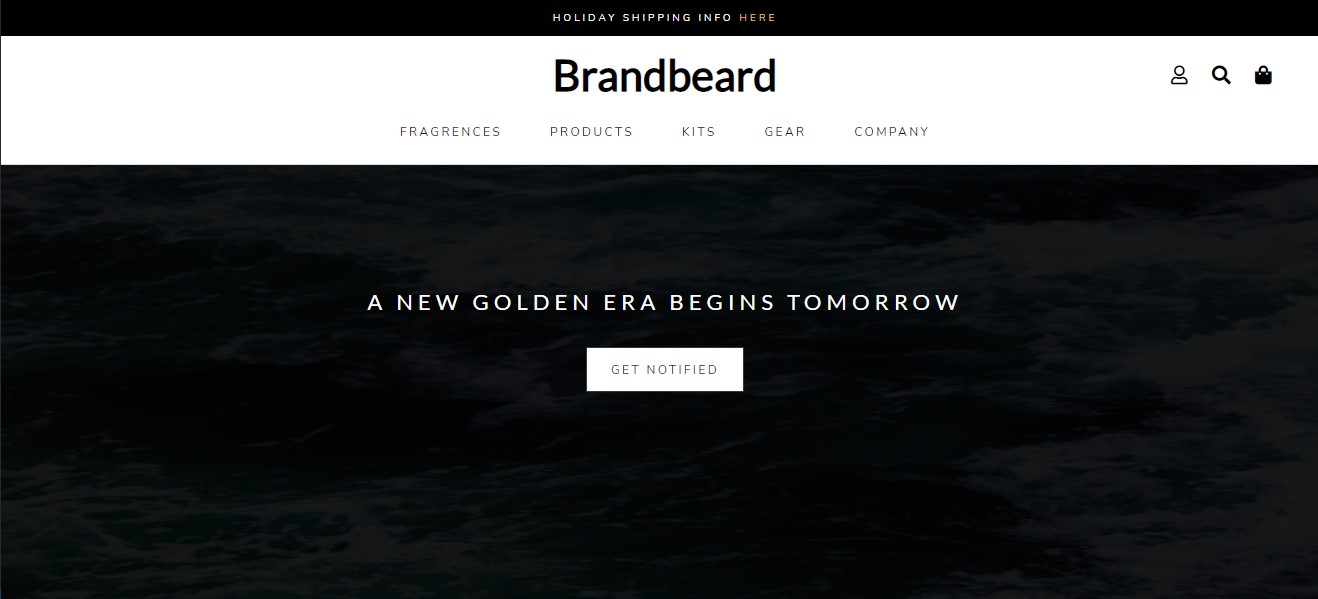 HOLIDAY SHIPPING INFO HERE
Brandbeard
FRAGRENCES PRODUCTS KITS GEAR COMPANY
A NEW GOLDEN ERA BEGINS TOMORROW
GET NOTIFIED